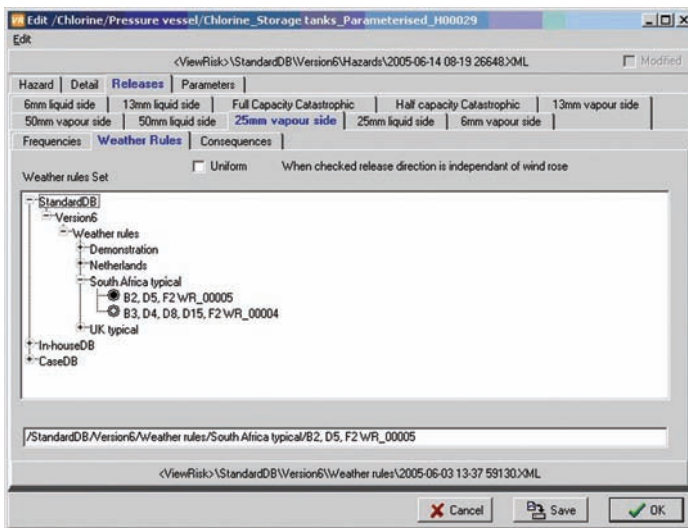 Edit /Chlorine/Pressure vessel/Chlorine_Storage tanks_Parameterised_H00029
Edit
<ViewRisk>\StandardDB\Version6\Hazards\2005-06-14 08-19 26648.XML Modified
Hazard Detail Releases Parameters
6mm liquid side 13mm liquid side Full Capacity Catastrophic Half capacity Catastrophic 13mm vapour side
50mm vapour side 50mm liquid side 25mm vapour side 25mm liquid side 6mm vapour side
Frequencies Weather Rules Consequences
Uniform When checked release direction is independant of wind rose
Weather rules Set
StandardDB
Version6
Weather rules
Demonstration
Netherlands
South Africa typical
B2, D5, F2 WR_00005
B3, D4, D8, D15, F2 WR_00004
UK typical
In-houseDB
CaseDB
/StandardDB/Version6/Weather rules/South Africa typical/B2, D5, F2 WR_00005
<ViewRisk>\StandardDB\Version6\Weather rules\2005-06-03 13-37 59130.XML
Cancel Save OK